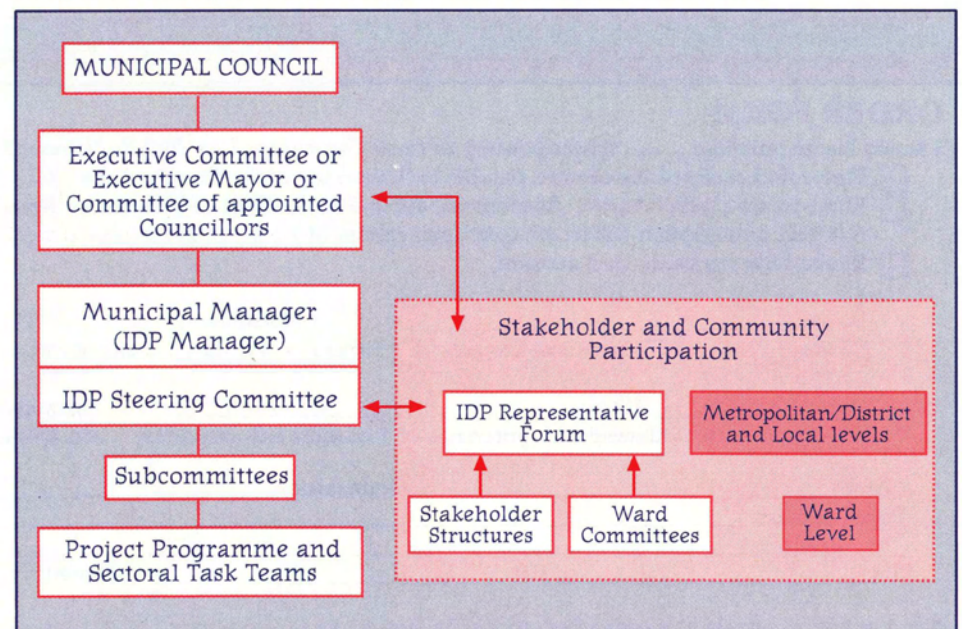 MUNICIPAL COUNCIL
Executive Committee or
Executive Mayor or
Committee of appointed
Councillors
Municipal Manager
(IDP Manager)
IDP Steering Committee
Subcommittees
Project Programme and
Sectoral Task Teams
Stakeholder and Community
Participation
IDP Representative
Forum
Metropolitan/District
and Local levels
Stakeholder
Structures
Ward
Committees
Ward
Level